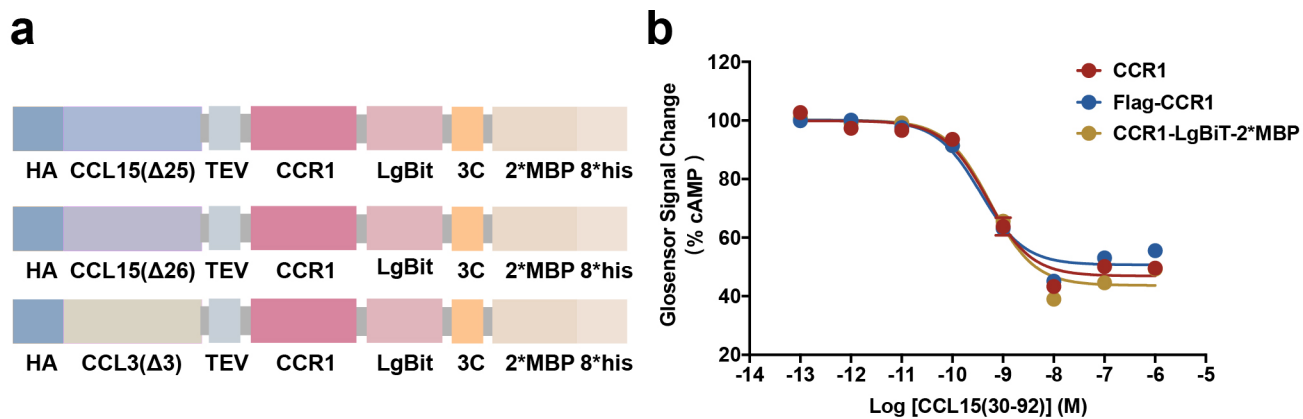 a
HA CCL15(Δ25) TEV CCR1 LgBit 3C 2*MBP 8*his
HA CCL15(Δ26) TEV CCR1 LgBit 3C 2*MBP 8*his
HA CCL3(Δ3) TEV CCR1 LgBit 3C 2*MBP 8*his
b
Glosensor Signal Change
(% cAMP )
120
100
80
60
40
20
CCR1
Flag-CCR1
CCR1-LgBiT-2*MBP
-14 -13 -12 -11 -10 -9 -8 -7 -6 -5
Log [CCL15(30-92)] (M)